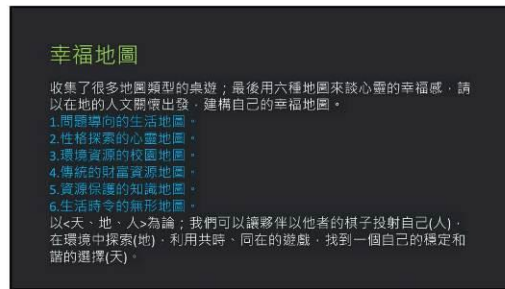 幸福地圖
收集了很多地圖類型的桌遊；最後用六種地圖來談心靈的幸福感，請
以在地的人文關懷出發，建構自己的幸福地圖。
1.問題導向的生活地圖。
2.性格探索的心靈地圖。
3.環境資源的校園地圖。
4.傳統的財富資源地圖。
5.資源保護的知識地圖。
6.生活時令的無形地圖。
以<天、地、人>為論；我們可以讓夥伴以他者的棋子投射自己(人)，
在環境中探索(地)，利用共時、同在的遊戲，找到一個自己的穩定和
諧的選擇(天)。